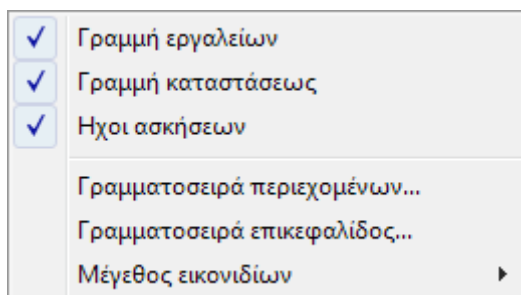 Γραμμή εργαλείων
Γραμμή καταστάσεως
Ηχοι ασκήσεων
Γραμματοσειρά περιεχομένων...
Γραμματοσειρά επικεφαλίδος...
Μέγεθος εικονιδίων